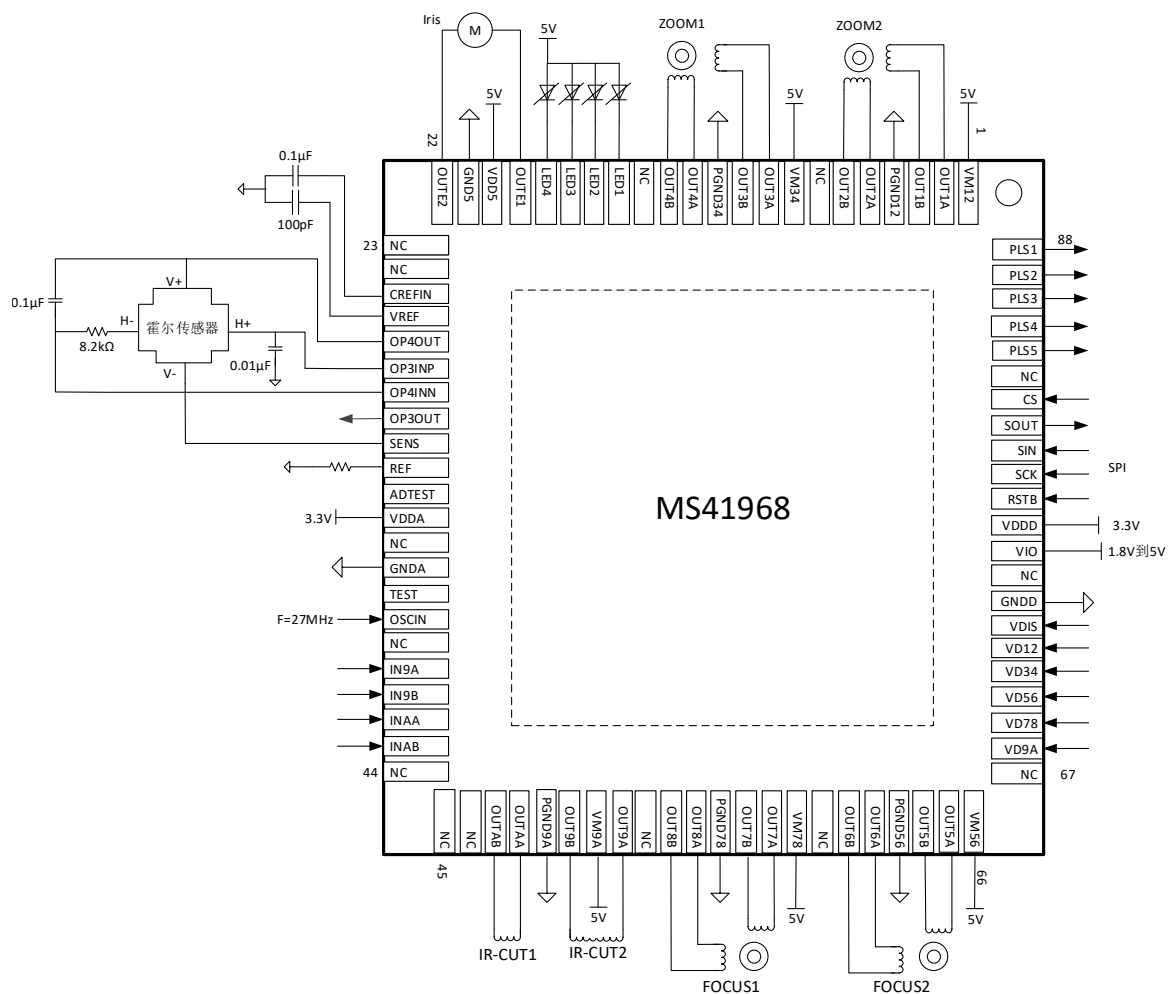 Iris
M
5V
ZOOM1
ZOOM2
5V
5V
5V
22
1
OUTE2
GND5
VDD5
OUTE1
LED4
LED3
LED2
LED1
NC
OUT4B
OUT4A
PGND34
OUT3B
OUT3A
VM34
NC
OUT2B
OUT2A
PGND12
OUT1B
OUT1A
VM12
0.1μF
100pF
23
NC
NC
CREFIN
VREF
OP4OUT
OP3INP
OP4INN
OP3OUT
SENS
REF
ADTEST
VDDA
NC
GNDA
TEST
OSCIN
NC
IN9A
IN9B
INAA
INAB
44
NC
V+
0.1μF
H-
霍尔传感器
H+
8.2kΩ
V-
0.01μF
3.3V
F=27MHz
MS41968
PLS1
88
PLS2
PLS3
PLS4
PLS5
NC
CS
SOUT
SIN
SCK
SPI
RSTB
VDDD
3.3V
VIO
1.8V到5V
NC
GNDD
VDIS
VD12
VD34
VD56
VD78
VD9A
NC
67
NC
NC
OUTAB
OUTAA
PGND9A
OUT9B
VM9A
OUT9A
NC
OUT8B
OUT8A
PGND78
OUT7B
OUT7A
VM78
NC
OUT6B
OUT6A
PGND56
OUT5B
OUT5A
VM56
45
66
5V
5V
5V
IR-CUT1
IR-CUT2
FOCUS1
FOCUS2